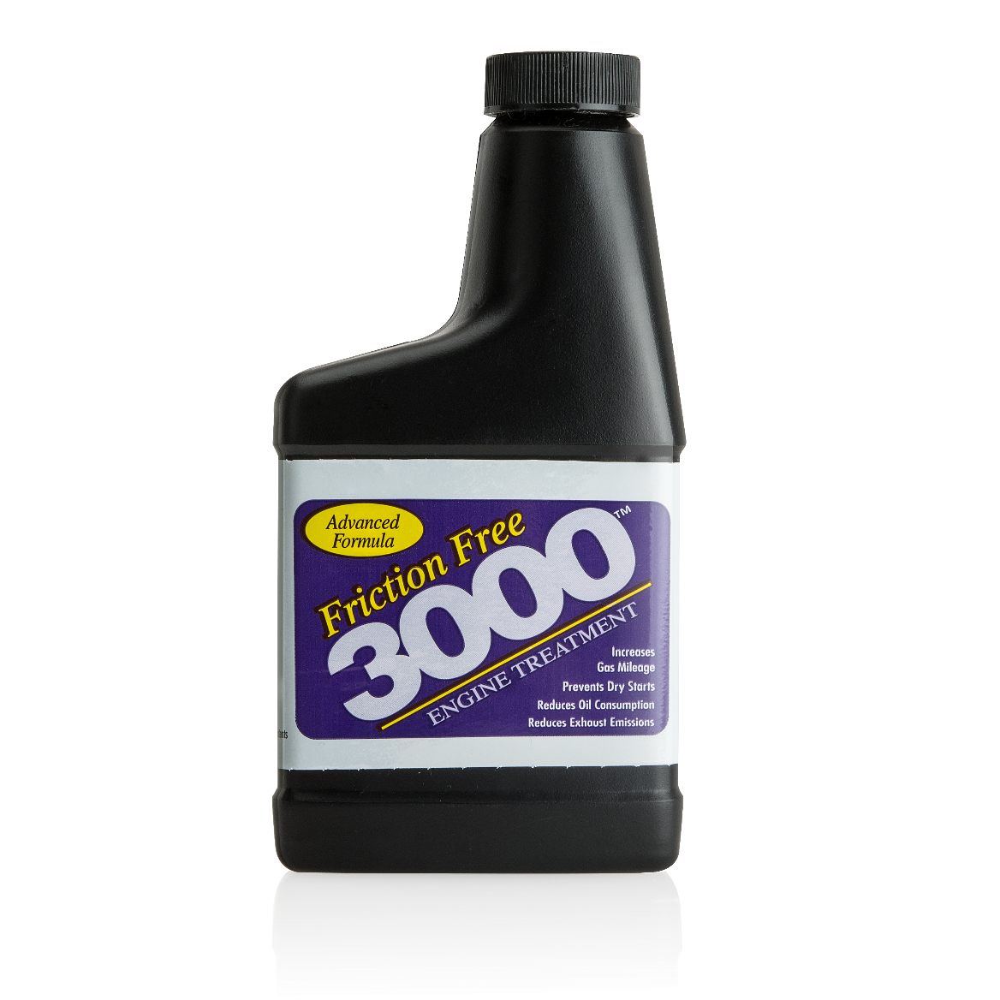 Advanced
Formula
Friction Free
3000™
ENGINE TREATMENT
Increases
Gas Mileage
Prevents Dry Starts
Reduces Oil Consumption
Reduces Exhaust Emissions